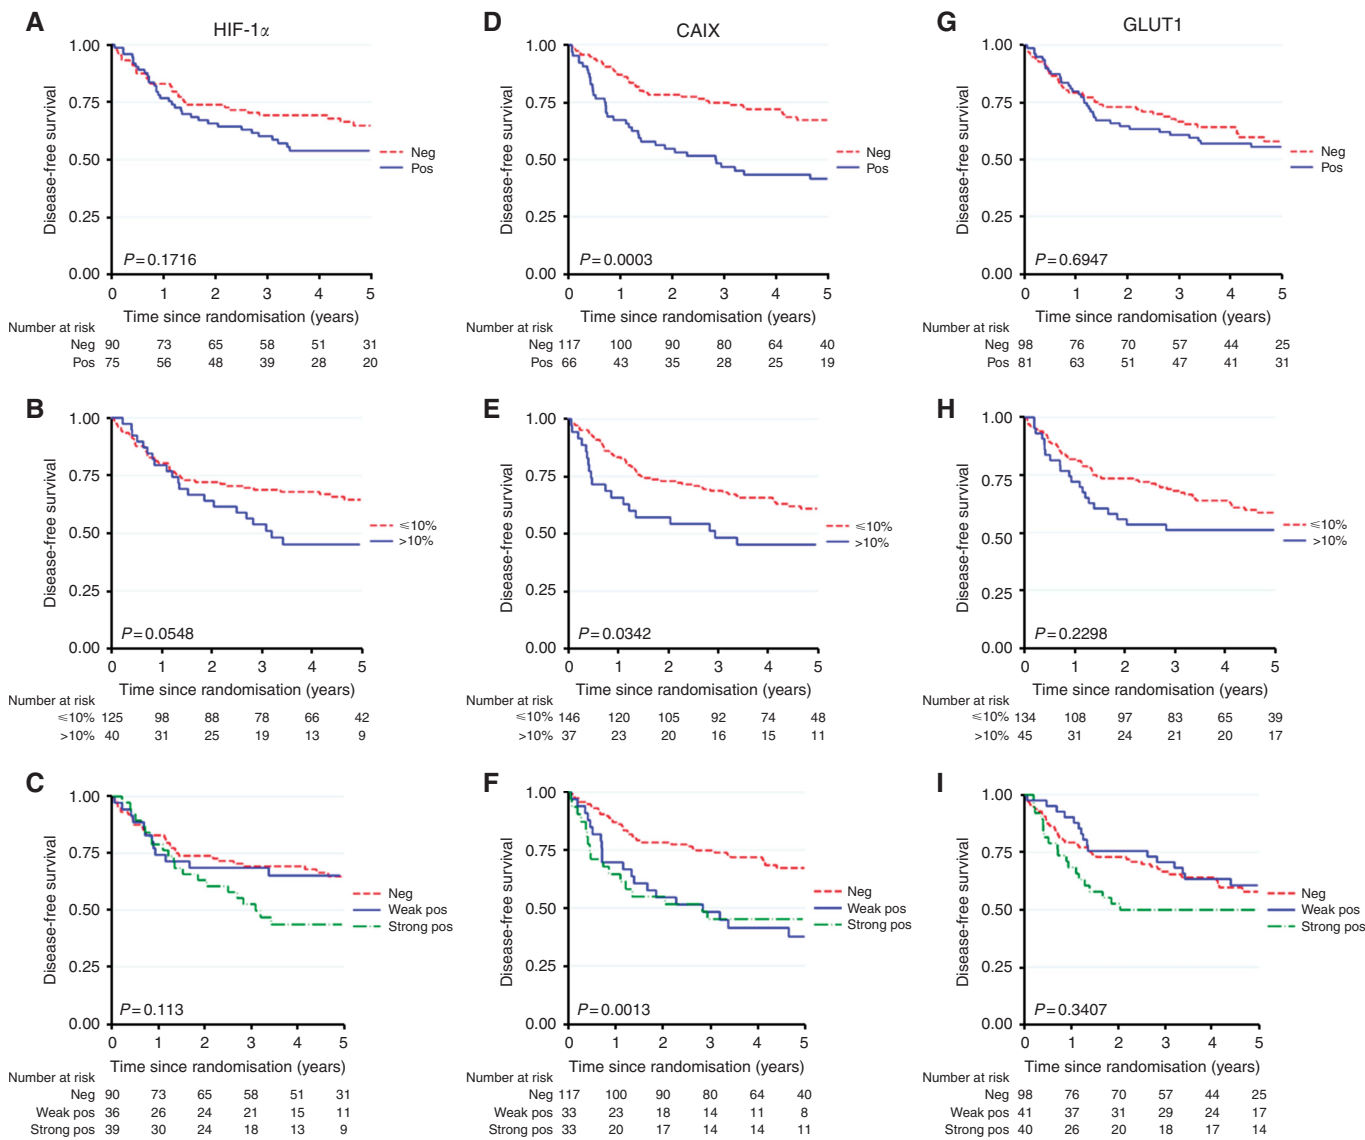 A
HIF-1α
1.00
0.75
0.50
0.25
0.00
Disease-free survival
Neg
Pos
P=0.1716
0 1 2 3 4 5
Time since randomisation (years)
Number at risk
Neg 90 73 65 58 51 31
Pos 75 56 48 39 28 20
D
CAIX
1.00
0.75
0.50
0.25
0.00
Disease-free survival
Neg
Pos
P=0.0003
0 1 2 3 4 5
Time since randomisation (years)
Number at risk
Neg 117 100 90 80 64 40
Pos 66 43 35 28 25 19
G
GLUT1
1.00
0.75
0.50
0.25
0.00
Disease-free survival
Neg
Pos
P=0.6947
0 1 2 3 4 5
Time since randomisation (years)
Number at risk
Neg 98 76 70 57 44 25
Pos 81 63 51 47 41 31
B
1.00
0.75
0.50
0.25
0.00
Disease-free survival
≤10%
>10%
P=0.0548
0 1 2 3 4 5
Time since randomisation (years)
Number at risk
≤10% 125 98 88 78 66 42
>10% 40 31 25 19 13 9
E
1.00
0.75
0.50
0.25
0.00
Disease-free survival
≤10%
>10%
P=0.0342
0 1 2 3 4 5
Time since randomisation (years)
Number at risk
≤10% 146 120 105 92 74 48
>10% 37 23 20 16 15 11
H
1.00
0.75
0.50
0.25
0.00
Disease-free survival
≤10%
>10%
P=0.2298
0 1 2 3 4 5
Time since randomisation (years)
Number at risk
≤10% 134 108 97 83 65 39
>10% 45 31 24 21 20 17
C
1.00
0.75
0.50
0.25
0.00
Disease-free survival
Neg
Weak pos
Strong pos
P=0.113
0 1 2 3 4 5
Time since randomisation (years)
Number at risk
Neg 90 73 65 58 51 31
Weak pos 36 26 24 21 15 11
Strong pos 39 30 24 18 13 9
F
1.00
0.75
0.50
0.25
0.00
Disease-free survival
Neg
Weak pos
Strong pos
P=0.0013
0 1 2 3 4 5
Time since randomisation (years)
Number at risk
Neg 117 100 90 80 64 40
Weak pos 33 23 18 14 11 8
Strong pos 33 20 17 14 14 11
I
1.00
0.75
0.50
0.25
0.00
Disease-free survival
Neg
Weak pos
Strong pos
P=0.3407
0 1 2 3 4 5
Time since randomisation (years)
Number at risk
Neg 98 76 70 57 44 25
Weak pos 41 37 31 29 24 17
Strong pos 40 26 20 18 17 14